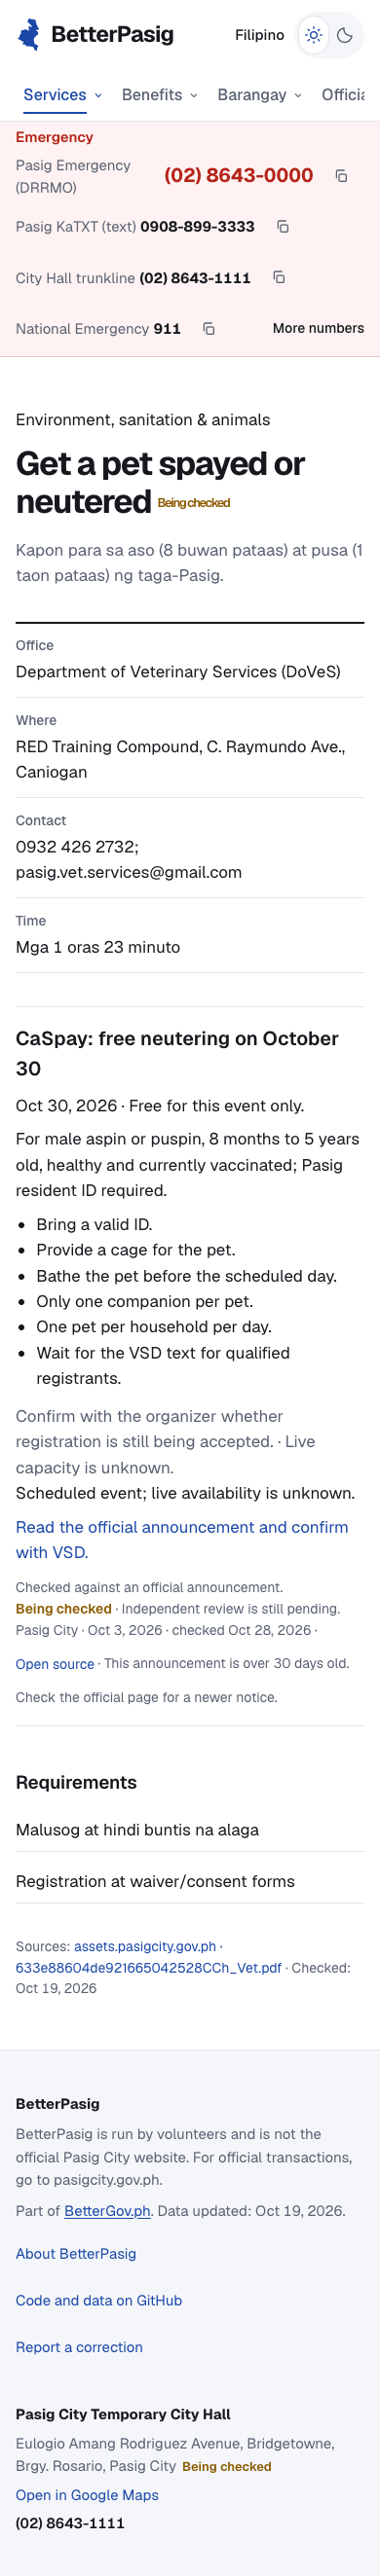 BetterPasig
Filipino
Services
Benefits
Barangay
Officia
Emergency
Pasig Emergency
(DRRMO)
(02) 8643-0000
Pasig KaTXT (text) 0908-899-3333
City Hall trunkline (02) 8643-1111
National Emergency 911
More numbers
Environment, sanitation & animals
Get a pet spayed or
neutered Being checked
Kapon para sa aso (8 buwan pataas) at pusa (1
taon pataas) ng taga-Pasig.
Office
Department of Veterinary Services (DoVeS)
Where
RED Training Compound, C. Raymundo Ave.,
Caniogan
Contact
0932 426 2732;
pasig.vet.services@gmail.com
Time
Mga 1 oras 23 minuto
CaSpay: free neutering on October
30
Oct 30, 2026 · Free for this event only.
For male aspin or puspin, 8 months to 5 years
old, healthy and currently vaccinated; Pasig
resident ID required.
• Bring a valid ID.
• Provide a cage for the pet.
• Bathe the pet before the scheduled day.
• Only one companion per pet.
• One pet per household per day.
• Wait for the VSD text for qualified
registrants.
Confirm with the organizer whether
registration is still being accepted. · Live
capacity is unknown.
Scheduled event; live availability is unknown.
Read the official announcement and confirm
with VSD.
Checked against an official announcement.
Being checked · Independent review is still pending.
Pasig City · Oct 3, 2026 · checked Oct 28, 2026 ·
Open source · This announcement is over 30 days old.
Check the official page for a newer notice.
Requirements
Malusog at hindi buntis na alaga
Registration at waiver/consent forms
Sources: assets.pasigcity.gov.ph ·
633e88604de921665042528CCh_Vet.pdf · Checked:
Oct 19, 2026
BetterPasig
BetterPasig is run by volunteers and is not the
official Pasig City website. For official transactions,
go to pasigcity.gov.ph.
Part of BetterGov.ph. Data updated: Oct 19, 2026.
About BetterPasig
Code and data on GitHub
Report a correction
Pasig City Temporary City Hall
Eulogio Amang Rodriguez Avenue, Bridgetowne,
Brgy. Rosario, Pasig City Being checked
Open in Google Maps
(02) 8643-1111